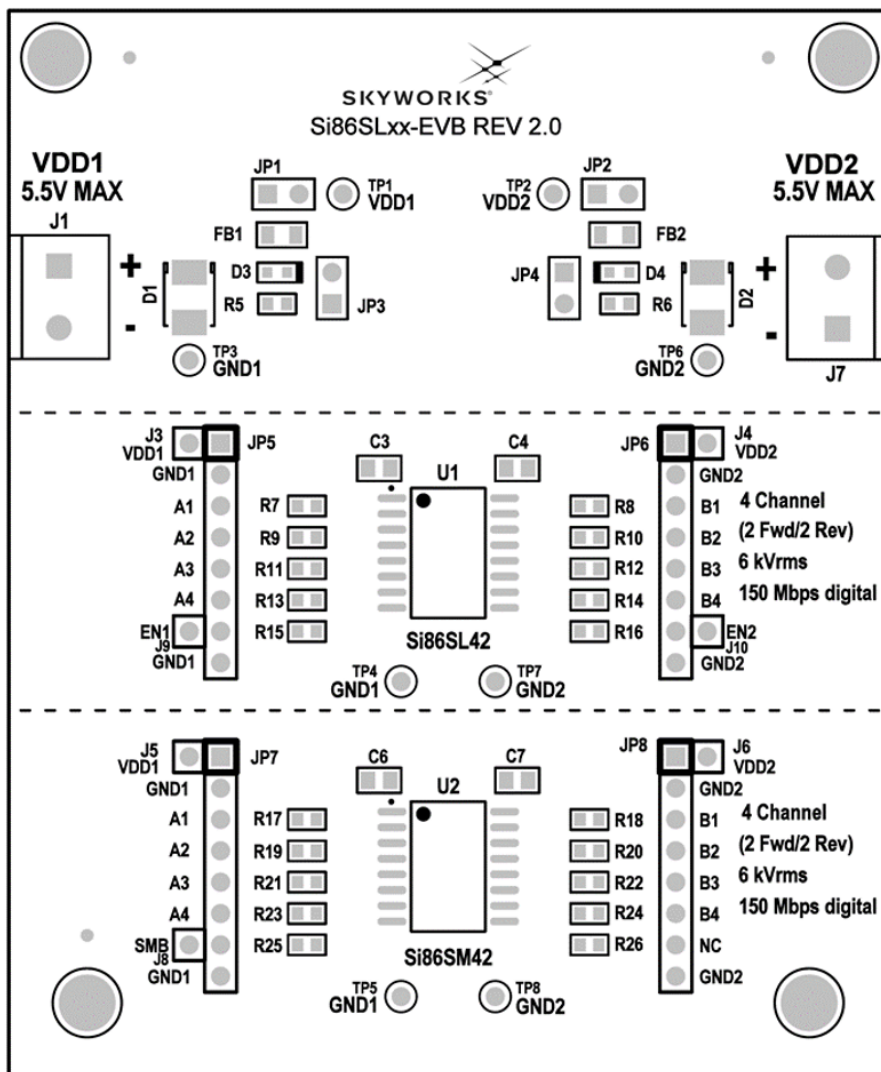 SKYWORKS®
Si86SLxx-EVB REV 2.0
VDD1
5.5V MAX
J1
+
-
D1
JP1
TP1
VDD1
FB1
D3
R5
JP3
TP3
GND1
TP2
VDD2
JP2
FB2
JP4
D4
R6
D2
TP6
GND2
VDD2
5.5V MAX
+
-
J7
J3
VDD1
JP5
GND1
A1
A2
A3
A4
EN1
J9
GND1
R7
R9
R11
R13
R15
C3
C4
U1
Si86SL42
TP4
GND1
TP7
GND2
R8
R10
R12
R14
R16
JP6
J4
VDD2
GND2
B1
B2
B3
B4
EN2
J10
GND2
4 Channel
(2 Fwd/2 Rev)
6 kVrms
150 Mbps digital
J5
VDD1
JP7
GND1
A1
A2
A3
A4
SMB
J8
GND1
R17
R19
R21
R23
R25
C6
C7
U2
Si86SM42
TP5
GND1
TP8
GND2
R18
R20
R22
R24
R26
JP8
J6
VDD2
GND2
B1
B2
B3
B4
NC
GND2
4 Channel
(2 Fwd/2 Rev)
6 kVrms
150 Mbps digital